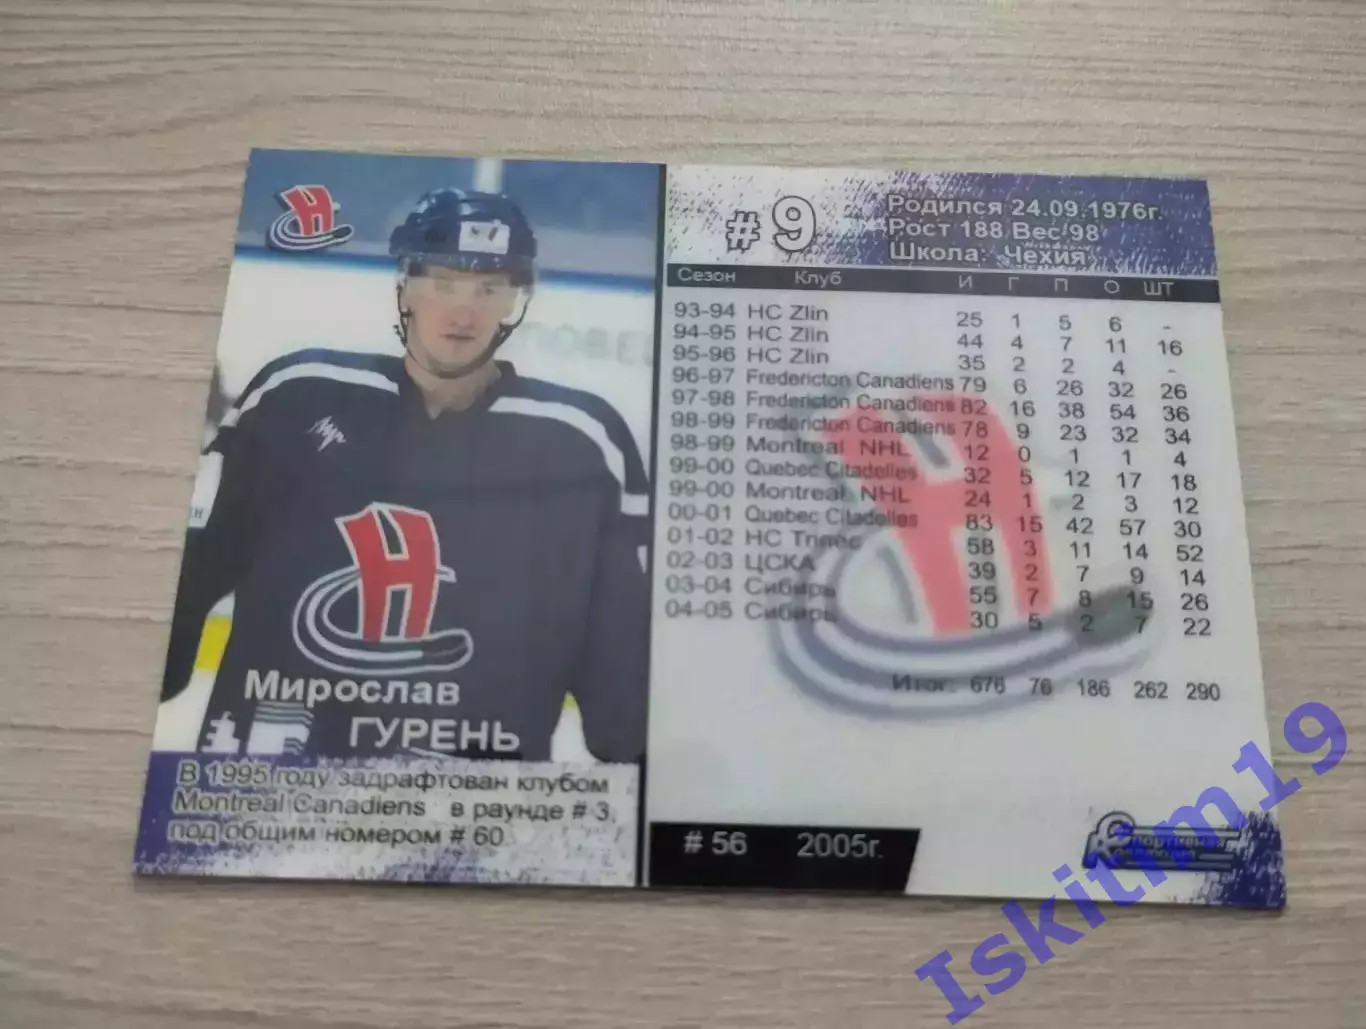 Н
ПОВЕ
Н
Мирослав
ГУРЕНЬ
В 1995 году задрафтован клубом
Montreal Canadiens в раунде # 3,
под общим номером # 60
#9
Родился 24.09.1976г.
Рост 188 Вес 98
Школа: Чехия
Сезон Клуб И Г П О ШТ
93-94 HC Zlin 25 1 5 6 -
94-95 HC Zlin 44 4 7 11 16
95-96 HC Zlin 35 2 2 4 -
96-97 Fredericton Canadiens 79 6 26 32 26
97-98 Fredericton Canadiens 82 16 38 54 36
98-99 Fredericton Canadiens 78 9 23 32 34
98-99 Montreal NHL 12 0 1 1 4
99-00 Quebec Citadelles 32 5 12 17 18
99-00 Montreal NHL 24 1 2 3 12
00-01 Quebec Citadelles 83 15 42 57 30
01-02 HC Trinec 58 3 11 14 52
02-03 ЦСКА 39 2 7 9 14
03-04 Сибирь 55 7 8 15 26
04-05 Сибирь 30 5 2 7 22
Итог: 676 76 186 262 290
# 56 2005г.
Спортивная
Iskitim19